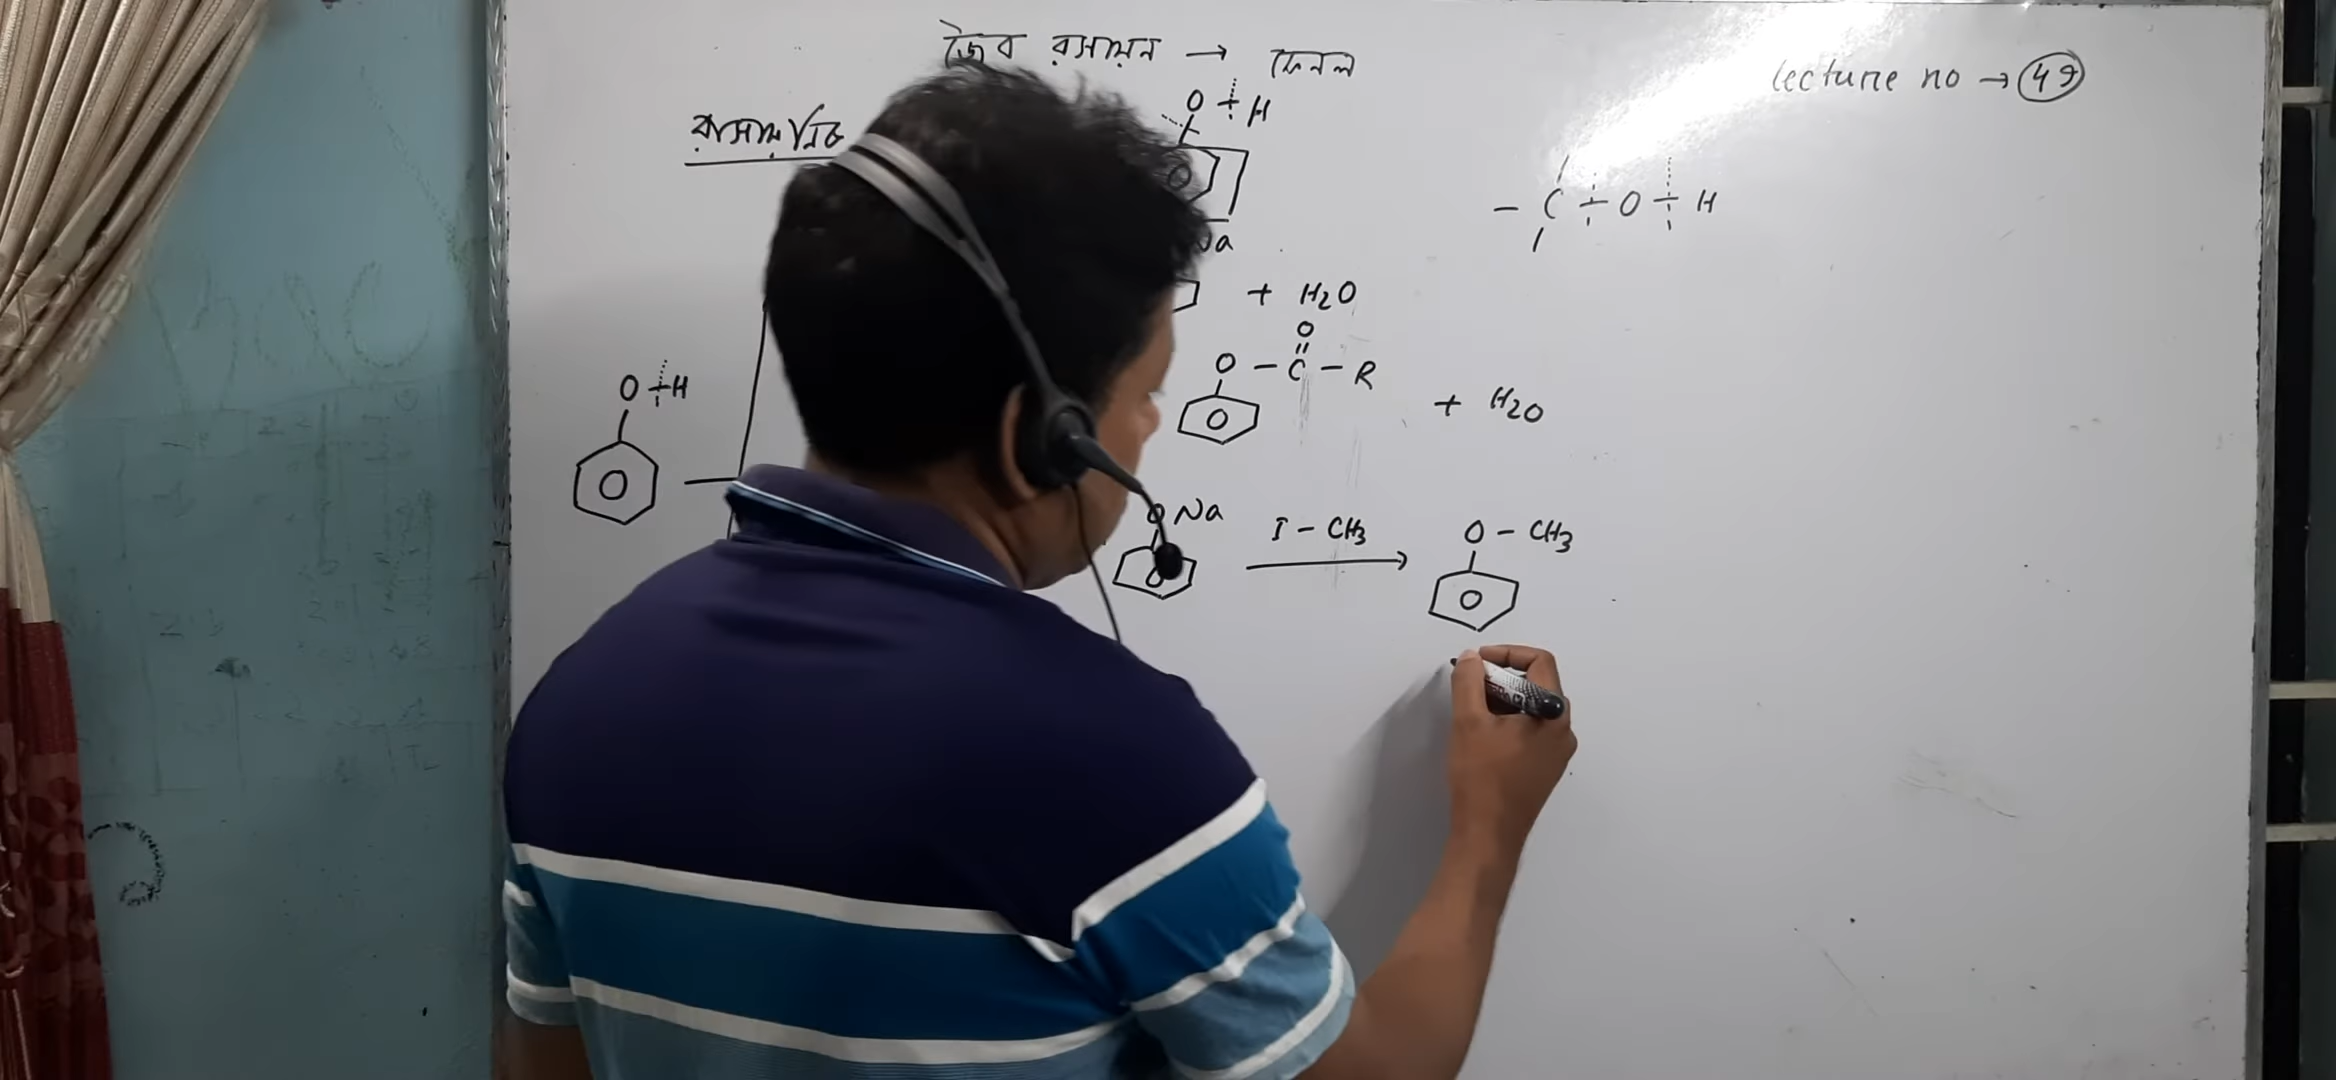 জৈব রসায়ন → ফেনল
lecture no → 49
O H
রাসায়নিক
- C - O - H
+ H2O
O
O - C - R
O H
+ H2O
ONa
I - CH3
O - CH3